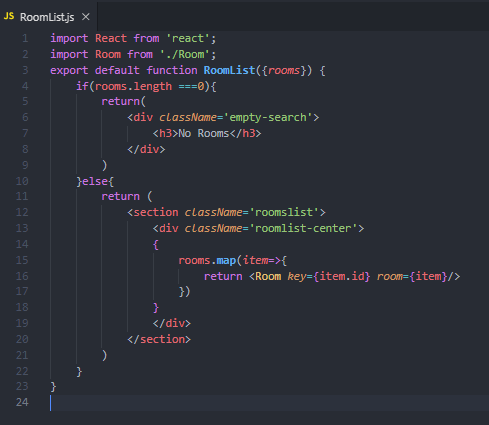 JS RoomList.js ×
1 import React from 'react';
2 import Room from './Room';
3 export default function RoomList({rooms}) {
4     if(rooms.length ===0){
5         return(
6             <div className='empty-search'>
7                 <h3>No Rooms</h3>
8             </div>
9         )
10     }else{
11         return (
12             <section className='roomslist'>
13                 <div className='roomlist-center'>
14                 {
15                     rooms.map(item=>{
16                         return <Room key={item.id} room={item}/>
17                     })
18                 }
19                 </div>
20             </section>
21         )
22     }
23 }
24